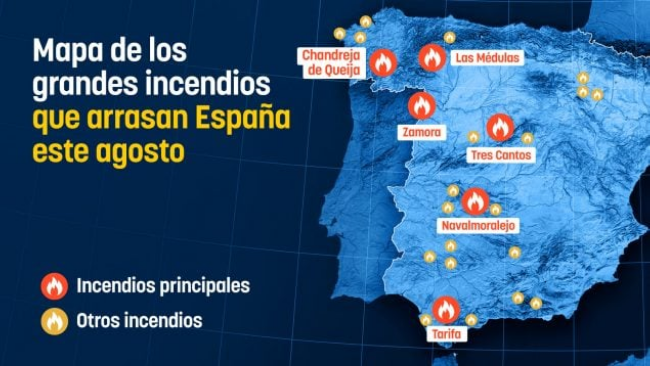 Mapa de los
grandes incendios
que arrasan España
este agosto
Chandreja
de Queija
Las Médulas
Zamora
Tres Cantos
Navalmoralejo
Tarifa
Incendios principales
Otros incendios